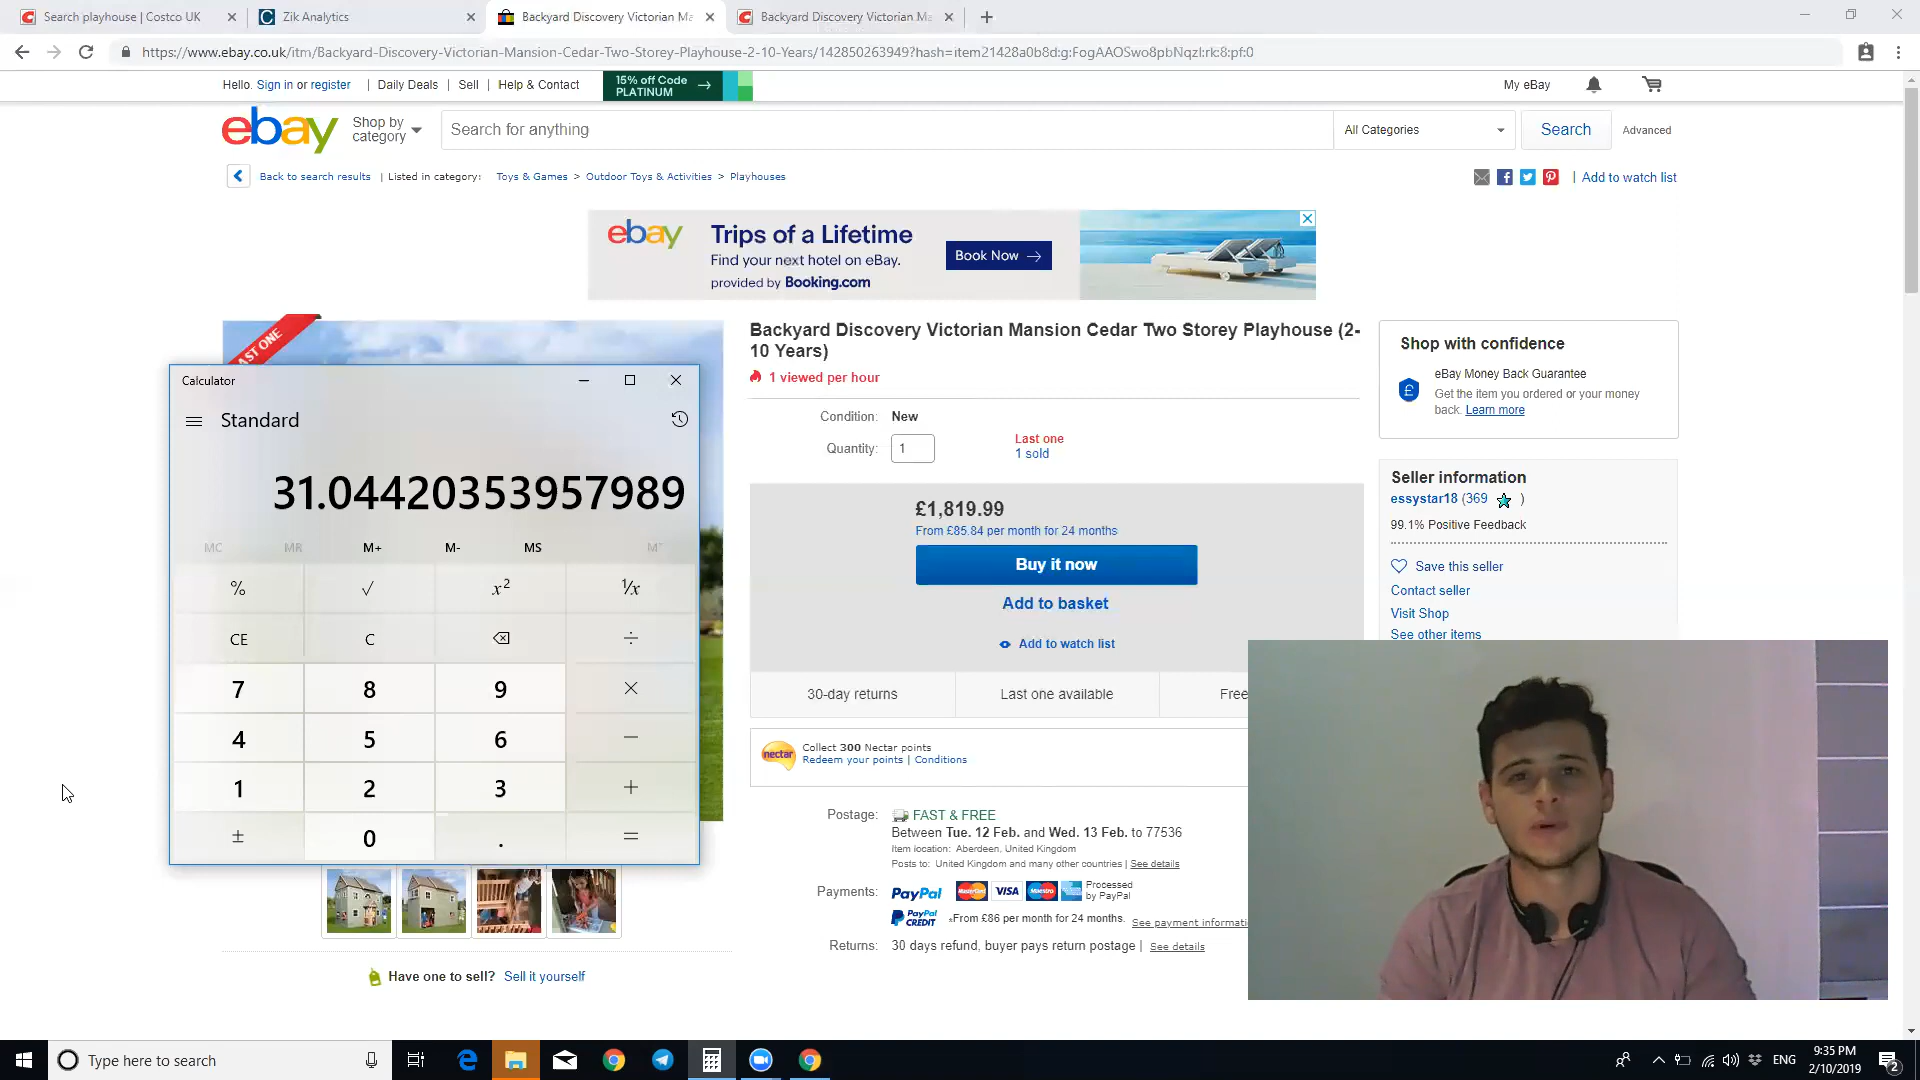 Search playhouse | Costco UK
Zik Analytics
Backyard Discovery Victorian Ma
Backyard Discovery Victorian Ma
https://www.ebay.co.uk/itm/Backyard-Discovery-Victorian-Mansion-Cedar-Two-Storey-Playhouse-2-10-Years/142850263949?hash=item21428a0b8d:g:FogAAOSwo8pbNqzl:rk:8:pf:0
Hello. Sign in or register | Daily Deals | Sell | Help & Contact
15% off Code
PLATINUM
My eBay
ebay
Shop by
category
Search for anything
All Categories
Search
Advanced
Back to search results | Listed in category: Toys & Games > Outdoor Toys & Activities > Playhouses
| Add to watch list
ebay
Trips of a Lifetime
Find your next hotel on eBay.
provided by Booking.com
Book Now
AST ONE
Backyard Discovery Victorian Mansion Cedar Two Storey Playhouse (2-
10 Years)
1 viewed per hour
Condition: New
Quantity: 1
Last one
1 sold
£1,819.99
From £85.84 per month for 24 months
Buy it now
Add to basket
Add to watch list
30-day returns
Last one available
Free
nectar
Collect 300 Nectar points
Redeem your points | Conditions
Postage: FAST & FREE
Between Tue. 12 Feb. and Wed. 13 Feb. to 77536
Item location: Aberdeen, United Kingdom
Posts to: United Kingdom and many other countries | See details
Payments: PayPal MasterCard VISA Maestro Processed
by PayPal
PayPal
CREDIT
*From £86 per month for 24 months. See payment informati
Returns: 30 days refund, buyer pays return postage | See details
Shop with confidence
eBay Money Back Guarantee
Get the item you ordered or your money
back. Learn more
Seller information
essystar18 (369 )
99.1% Positive Feedback
Save this seller
Contact seller
Visit Shop
See other items
Calculator
Standard
31.04420353957989
MC MR M+ M- MS
% √ x² ¹/x
CE C ÷
7 8 9 ×
4 5 6 −
1 2 3 +
± 0 . =
Have one to sell? Sell it yourself
Type here to search
ENG
9:35 PM
2/10/2019
2